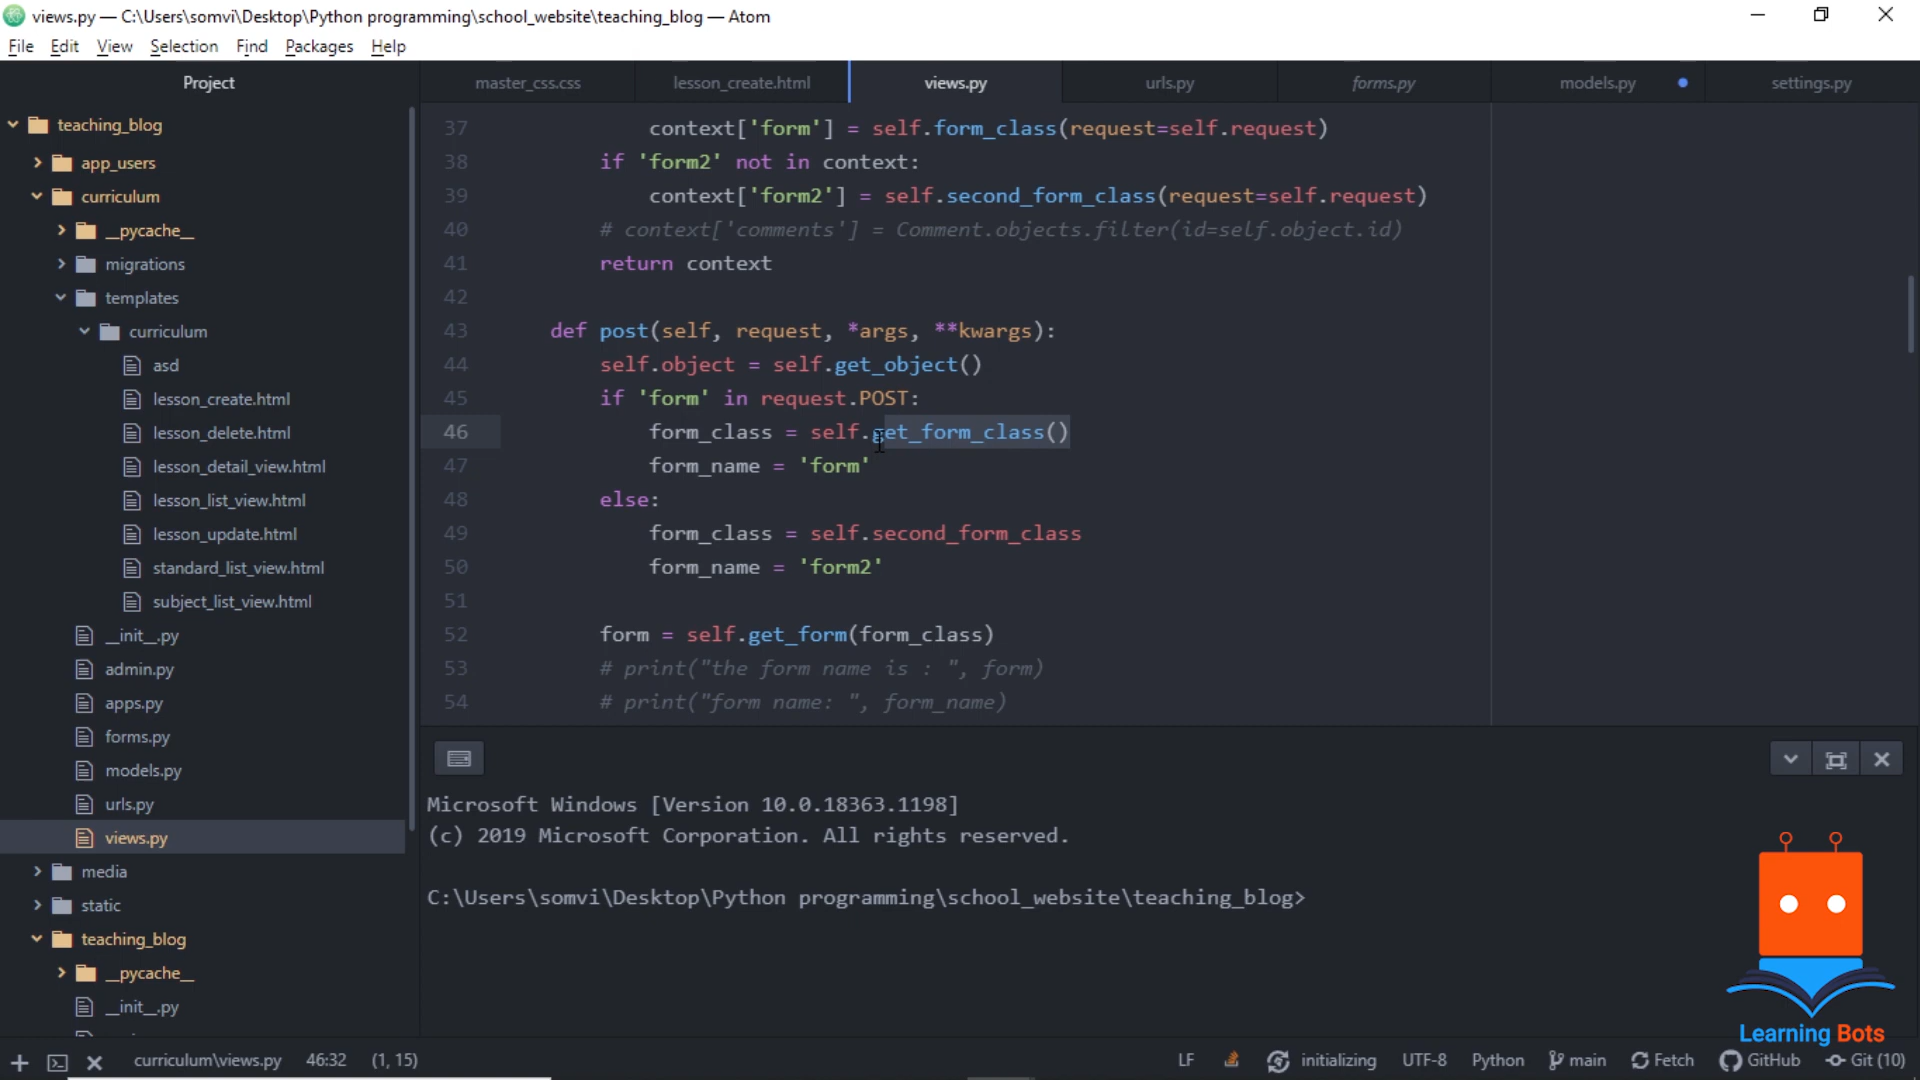 views.py — C:\Users\somvi\Desktop\Python programming\school_website\teaching_blog — Atom
File Edit View Selection Find Packages Help
Project
master_css.css lesson_create.html views.py urls.py forms.py models.py settings.py
teaching_blog
app_users
curriculum
__pycache__
migrations
templates
curriculum
asd
lesson_create.html
lesson_delete.html
lesson_detail_view.html
lesson_list_view.html
lesson_update.html
standard_list_view.html
subject_list_view.html
__init__.py
admin.py
apps.py
forms.py
models.py
urls.py
views.py
media
static
teaching_blog
__pycache__
__init__.py
37 context['form'] = self.form_class(request=self.request)
38 if 'form2' not in context:
39 context['form2'] = self.second_form_class(request=self.request)
40 # context['comments'] = Comment.objects.filter(id=self.object.id)
41 return context
42
43 def post(self, request, *args, **kwargs):
44 self.object = self.get_object()
45 if 'form' in request.POST:
46 form_class = self.get_form_class()
47 form_name = 'form'
48 else:
49 form_class = self.second_form_class
50 form_name = 'form2'
51
52 form = self.get_form(form_class)
53 # print("the form name is : ", form)
54 # print("form name: ", form_name)
Microsoft Windows [Version 10.0.18363.1198]
(c) 2019 Microsoft Corporation. All rights reserved.
C:\Users\somvi\Desktop\Python programming\school_website\teaching_blog>
Learning Bots
curriculum\views.py 46:32 (1, 15) LF initializing UTF-8 Python main Fetch GitHub Git (10)